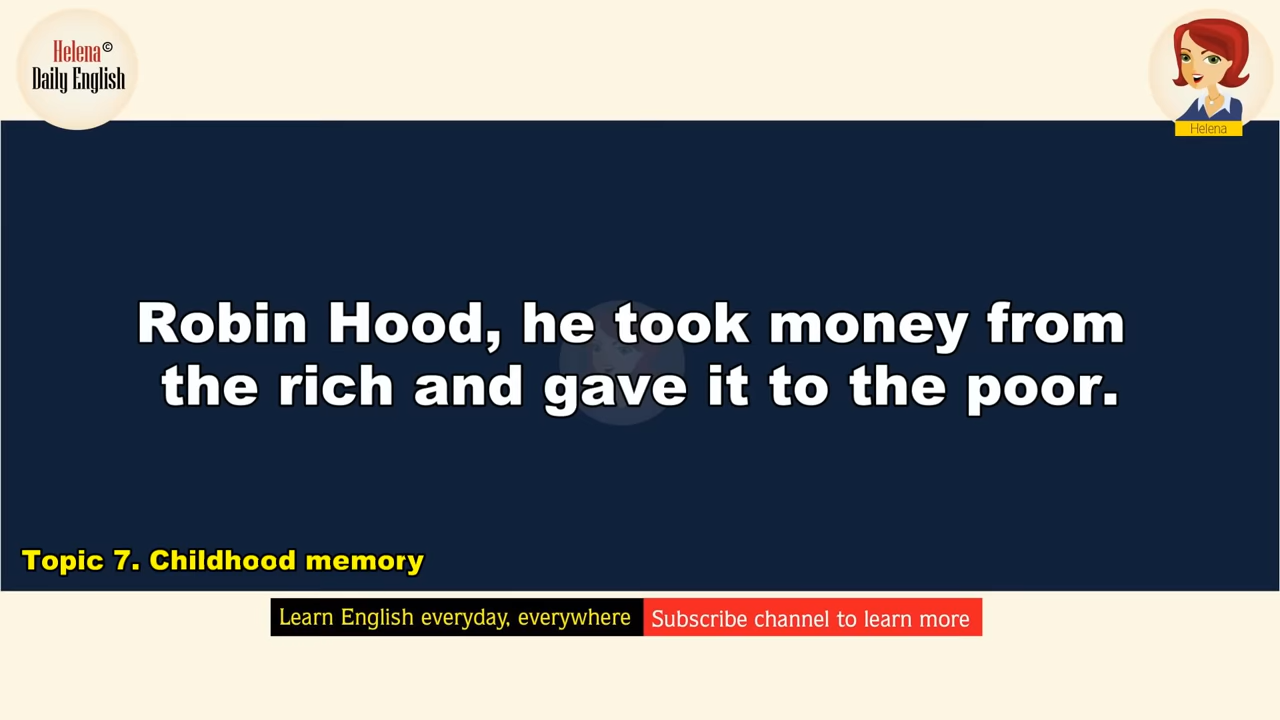 Helena©
Daily English
Helena
Robin Hood, he took money from
the rich and gave it to the poor.
Topic 7. Childhood memory
Learn English everyday, everywhere
Subscribe channel to learn more